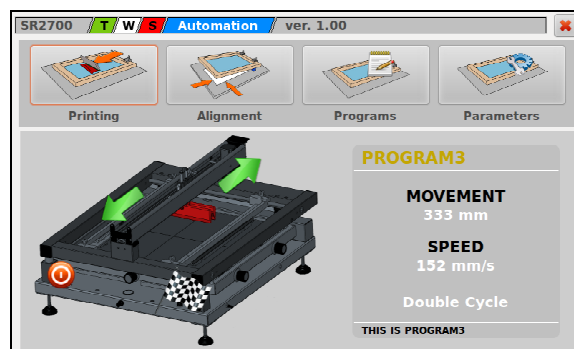 SR2700 T W S Automation ver. 1.00
Printing Alignment Programs Parameters
PROGRAM3
MOVEMENT
333 mm
SPEED
152 mm/s
Double Cycle
THIS IS PROGRAM3